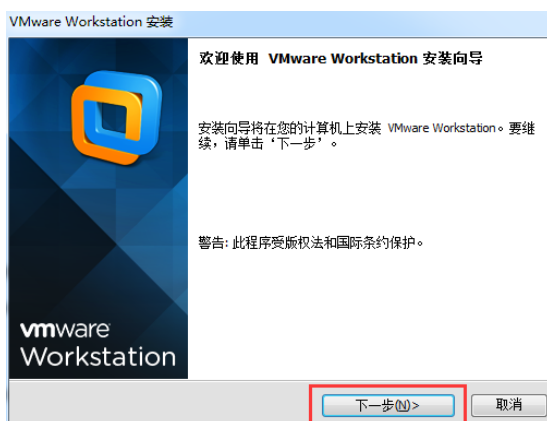 VMware Workstation 安装
欢迎使用 VMware Workstation 安装向导
安装向导将在您的计算机上安装 VMware Workstation。要继
续，请单击‘下一步’。
警告: 此程序受版权法和国际条约保护。
vmware
Workstation
下一步(N)>
取消